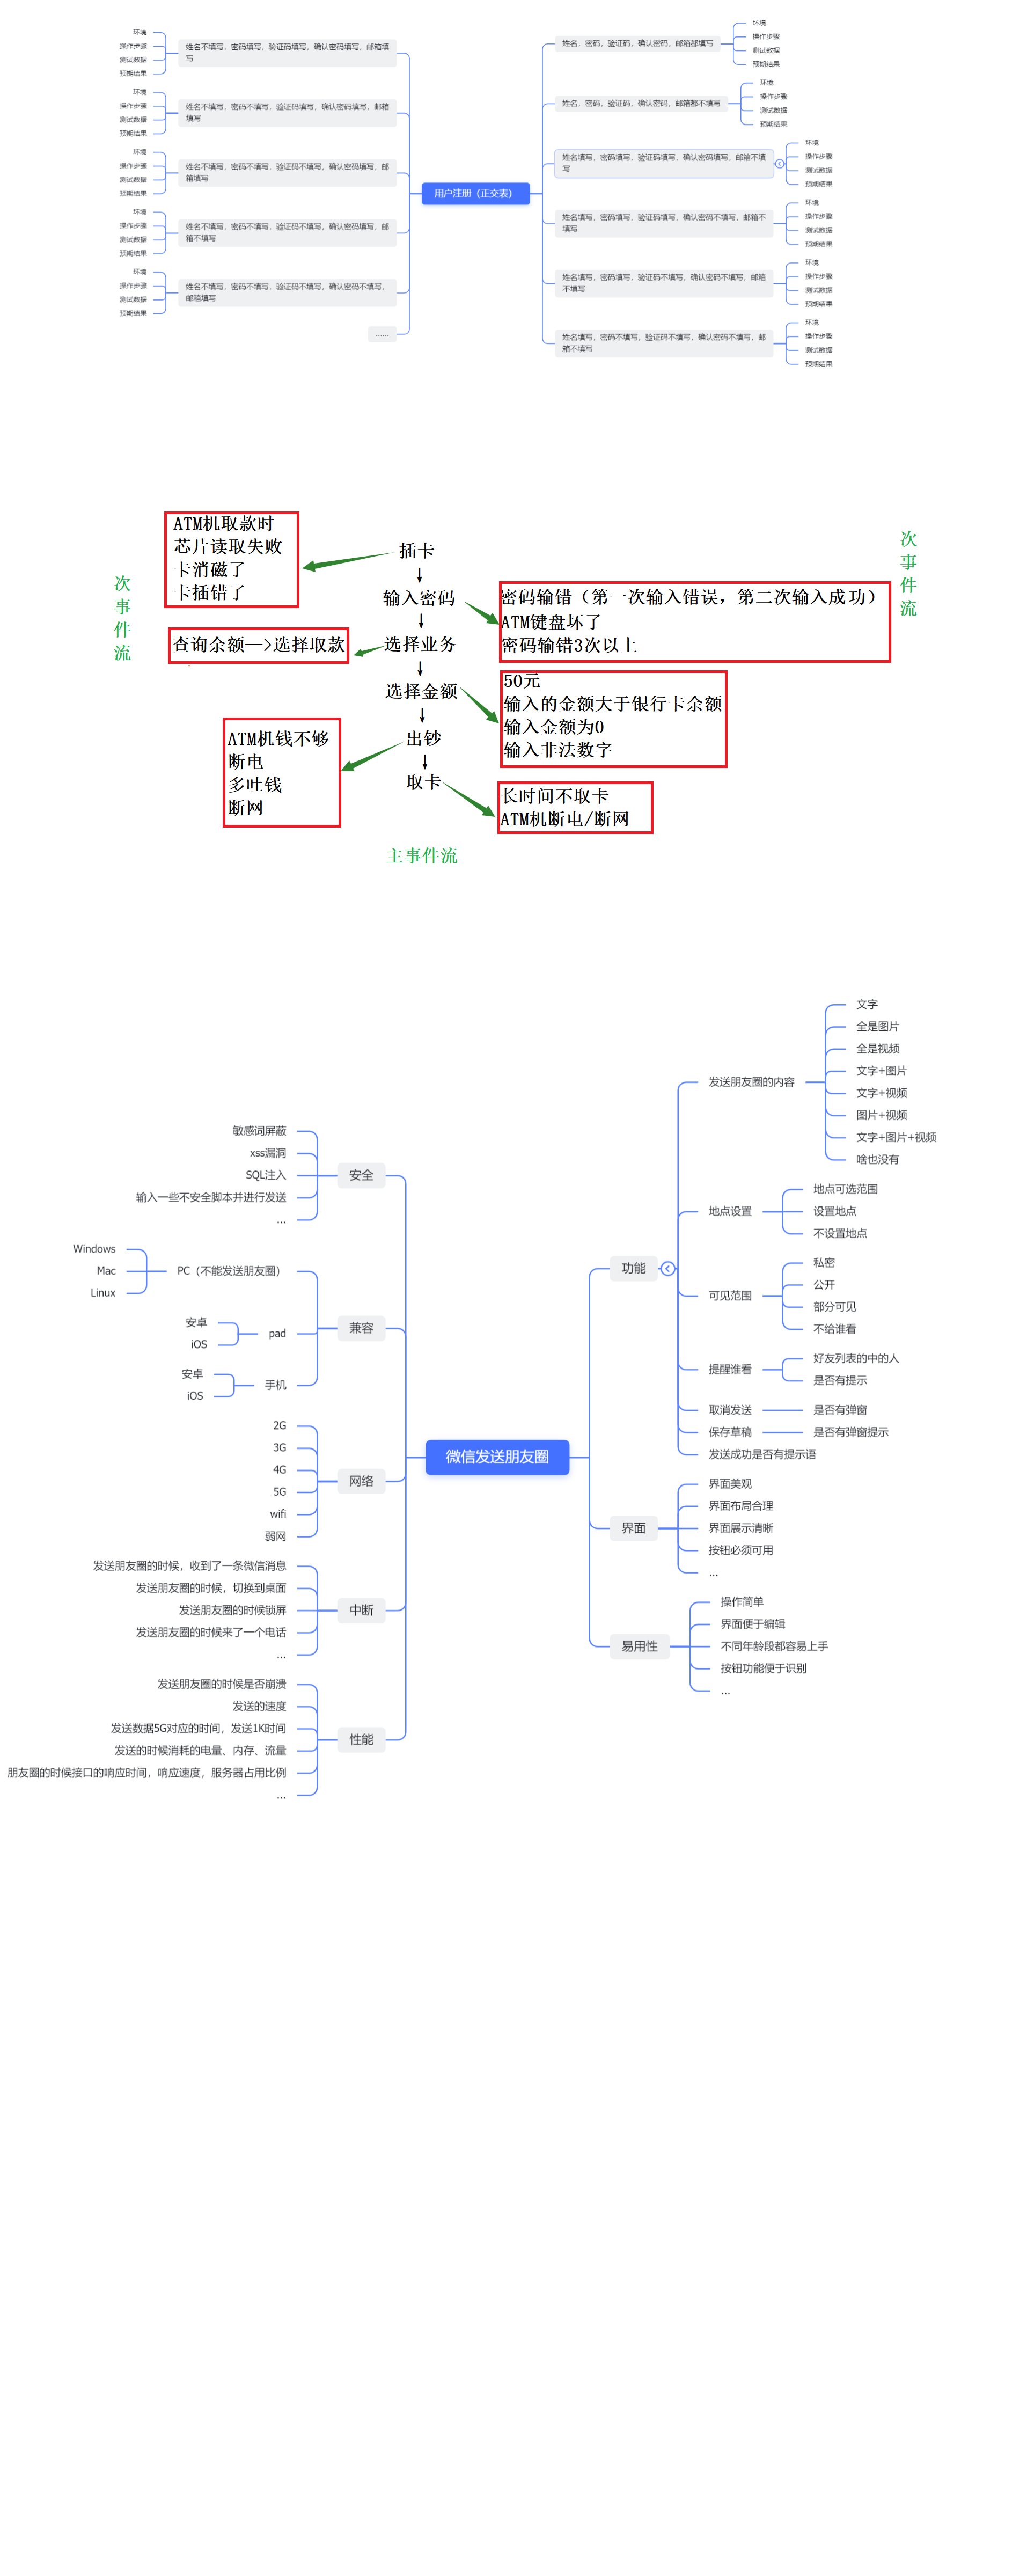 环境
操作步骤
测试数据
预期结果
姓名不填写，密码填写，验证码填写，确认密码填写，邮箱填
写
环境
操作步骤
测试数据
预期结果
姓名不填写，密码不填写，验证码填写，确认密码填写，邮箱
填写
环境
操作步骤
测试数据
预期结果
姓名不填写，密码不填写，验证码不填写，确认密码填写，邮
箱填写
环境
操作步骤
测试数据
预期结果
姓名不填写，密码不填写，验证码不填写，确认密码填写，邮
箱不填写
环境
操作步骤
测试数据
预期结果
姓名不填写，密码不填写，验证码不填写，确认密码不填写，
邮箱填写
......
用户注册（正交表）
姓名，密码，验证码，确认密码，邮箱都填写
环境
操作步骤
测试数据
预期结果
姓名，密码，验证码，确认密码，邮箱都不填写
环境
操作步骤
测试数据
预期结果
姓名填写，密码填写，验证码填写，确认密码填写，邮箱不填
写
环境
操作步骤
测试数据
预期结果
姓名填写，密码填写，验证码填写，确认密码不填写，邮箱不
填写
环境
操作步骤
测试数据
预期结果
姓名填写，密码填写，验证码不填写，确认密码不填写，邮箱
不填写
环境
操作步骤
测试数据
预期结果
姓名填写，密码不填写，验证码不填写，确认密码不填写，邮
箱不填写
环境
操作步骤
测试数据
预期结果
次
事
件
流
ATM机取款时
芯片读取失败
卡消磁了
卡插错了
查询余额—>选择取款
ATM机钱不够
断电
多吐钱
断网
插卡
输入密码
选择业务
选择金额
出钞
取卡
主事件流
密码输错（第一次输入错误，第二次输入成功）
ATM键盘坏了
密码输错3次以上
50元
输入的金额大于银行卡余额
输入金额为0
输入非法数字
长时间不取卡
ATM机断电/断网
次
事
件
流
敏感词屏蔽
xss漏洞
SQL注入
输入一些不安全脚本并进行发送
...
安全
Windows
Mac
Linux
PC（不能发送朋友圈）
安卓
iOS
pad
安卓
iOS
手机
兼容
2G
3G
4G
5G
wifi
弱网
网络
发送朋友圈的时候，收到了一条微信消息
发送朋友圈的时候，切换到桌面
发送朋友圈的时候锁屏
发送朋友圈的时候来了一个电话
...
中断
发送朋友圈的时候是否崩溃
发送的速度
发送数据5G对应的时间，发送1K时间
发送的时候消耗的电量、内存、流量
朋友圈的时候接口的响应时间，响应速度，服务器占用比例
...
性能
微信发送朋友圈
功能
发送朋友圈的内容
文字
全是图片
全是视频
文字+图片
文字+视频
图片+视频
文字+图片+视频
啥也没有
地点设置
地点可选范围
设置地点
不设置地点
可见范围
私密
公开
部分可见
不给谁看
提醒谁看
好友列表的中的人
是否有提示
取消发送
是否有弹窗
保存草稿
是否有弹窗提示
发送成功是否有提示语
界面
界面美观
界面布局合理
界面展示清晰
按钮必须可用
...
易用性
操作简单
界面便于编辑
不同年龄段都容易上手
按钮功能便于识别
...